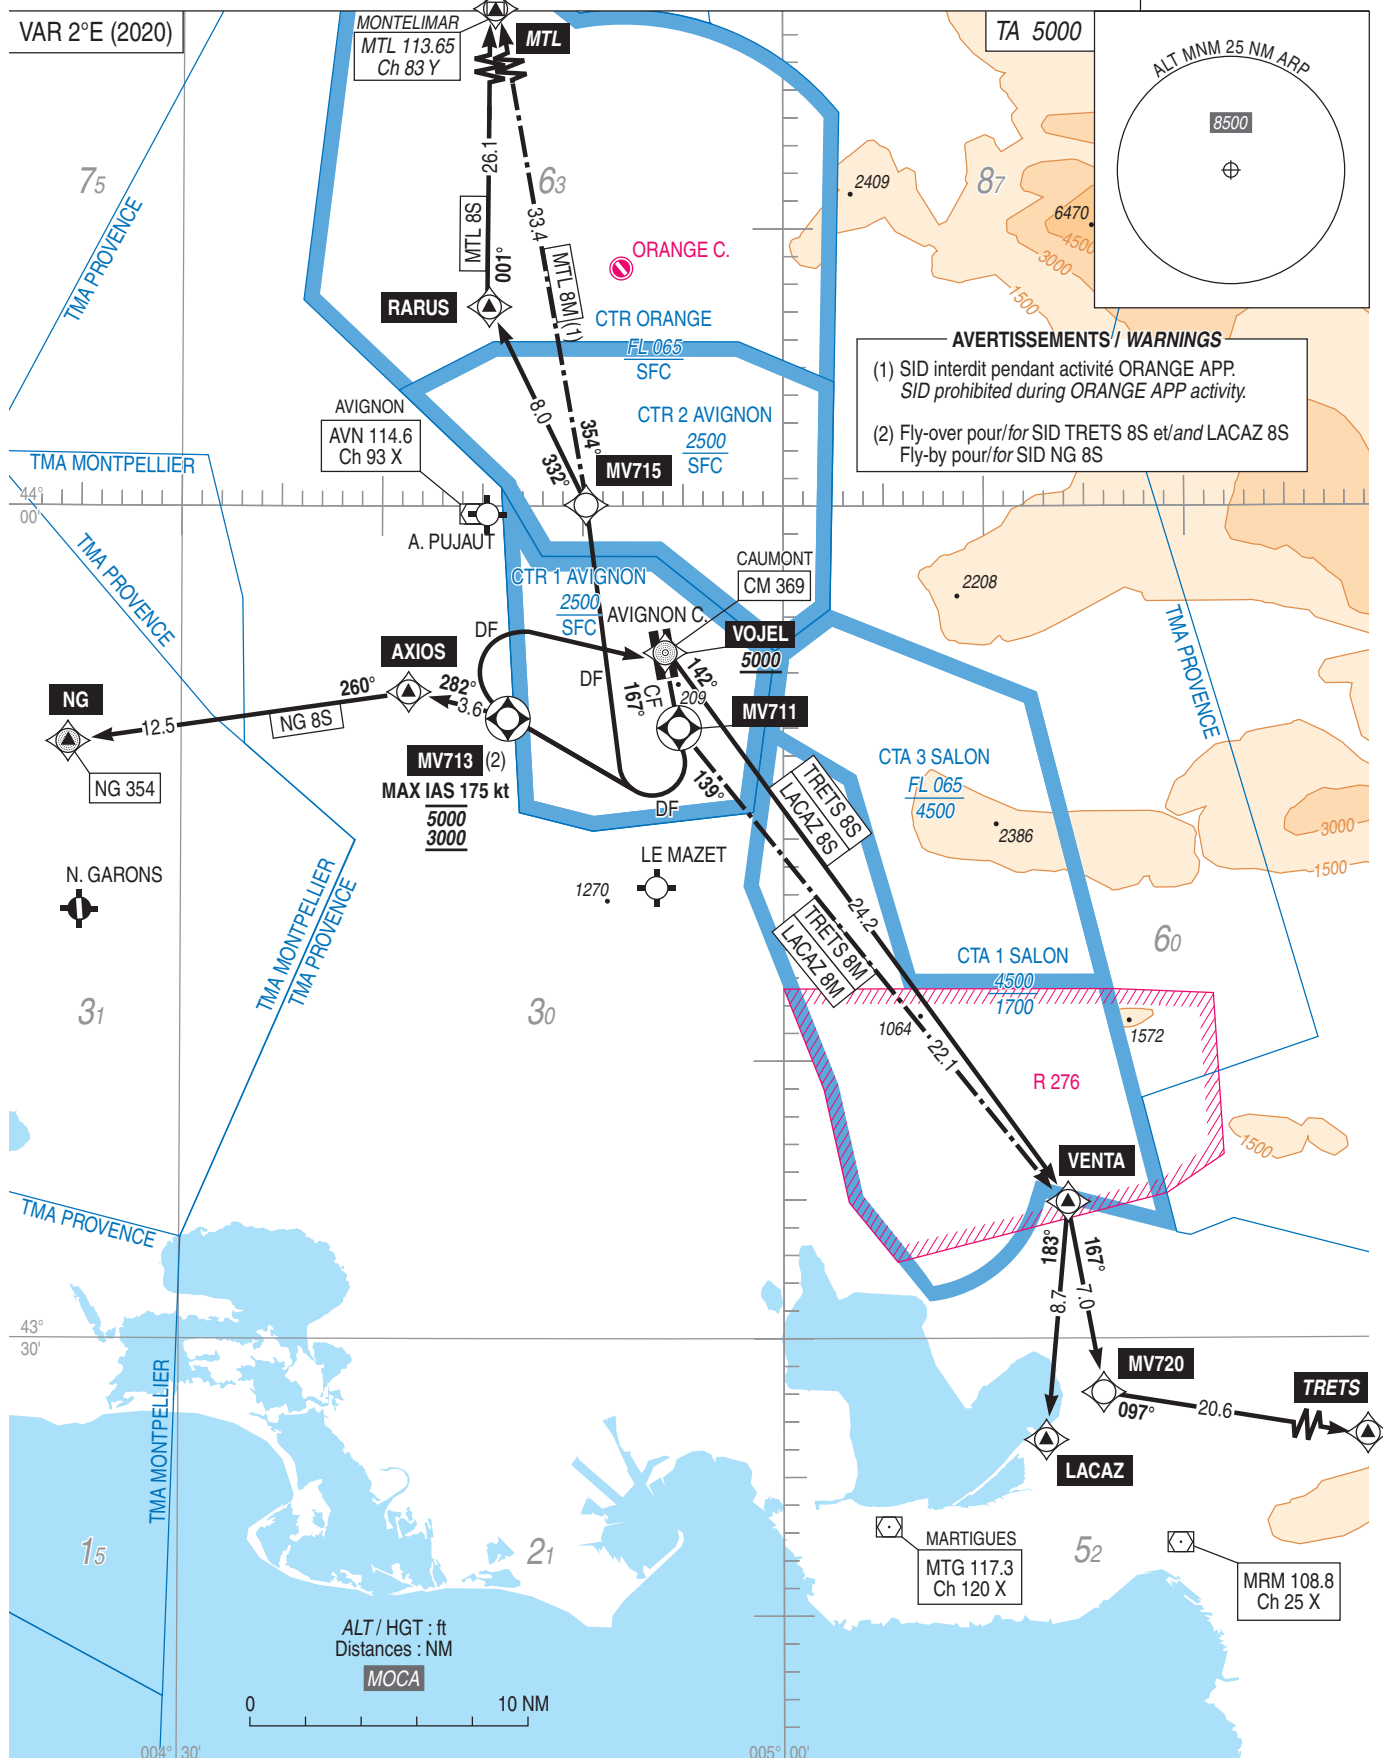 VAR 2°E (2020)
MONTELIMAR
MTL 113.65
Ch 83 Y
MTL
TA 5000
ALT MNM 25 NM ARP
8500
75
63
87
2409
6470
4500
3000
1500
TMA PROVENCE
26.1
MTL 8S
001°
33.4
MTL 8M (1)
ORANGE C.
RARUS
CTR ORANGE
FL 065
SFC
AVERTISSEMENTS / WARNINGS
(1) SID interdit pendant activité ORANGE APP.
SID prohibited during ORANGE APP activity.
(2) Fly-over pour/for SID TRETS 8S et/and LACAZ 8S
Fly-by pour/for SID NG 8S
AVIGNON
AVN 114.6
Ch 93 X
8.0
332°
354°
CTR 2 AVIGNON
2500
SFC
MV715
TMA MONTPELLIER
44°
00'
A. PUJAUT
TMA PROVENCE
CTR 1 AVIGNON
2500
SFC
CAUMONT
CM 369
AVIGNON C.
2208
TMA PROVENCE
DF
VOJEL
5000
AXIOS
DF
CF
167°
142°
209
NG
260°
282°
3.6
12.5
NG 8S
MV711
NG 354
MV713 (2)
MAX IAS 175 kt
5000
3000
DF
139°
TRETS 8S
LACAZ 8S
CTA 3 SALON
FL 065
4500
2386
3000
1500
LE MAZET
1270
N. GARONS
TMA MONTPELLIER
TMA PROVENCE
24.2
TRETS 8M
LACAZ 8M
60
CTA 1 SALON
4500
1700
31
30
1064
22.1
1572
R 276
1500
VENTA
TMA PROVENCE
183°
167°
8.7
7.0
43°
30'
MV720
TRETS
097°
20.6
TMA MONTPELLIER
LACAZ
15
21
52
MARTIGUES
MTG 117.3
Ch 120 X
MRM 108.8
Ch 25 X
ALT / HGT : ft
Distances : NM
MOCA
0
10 NM
004° 30'
005° 00'